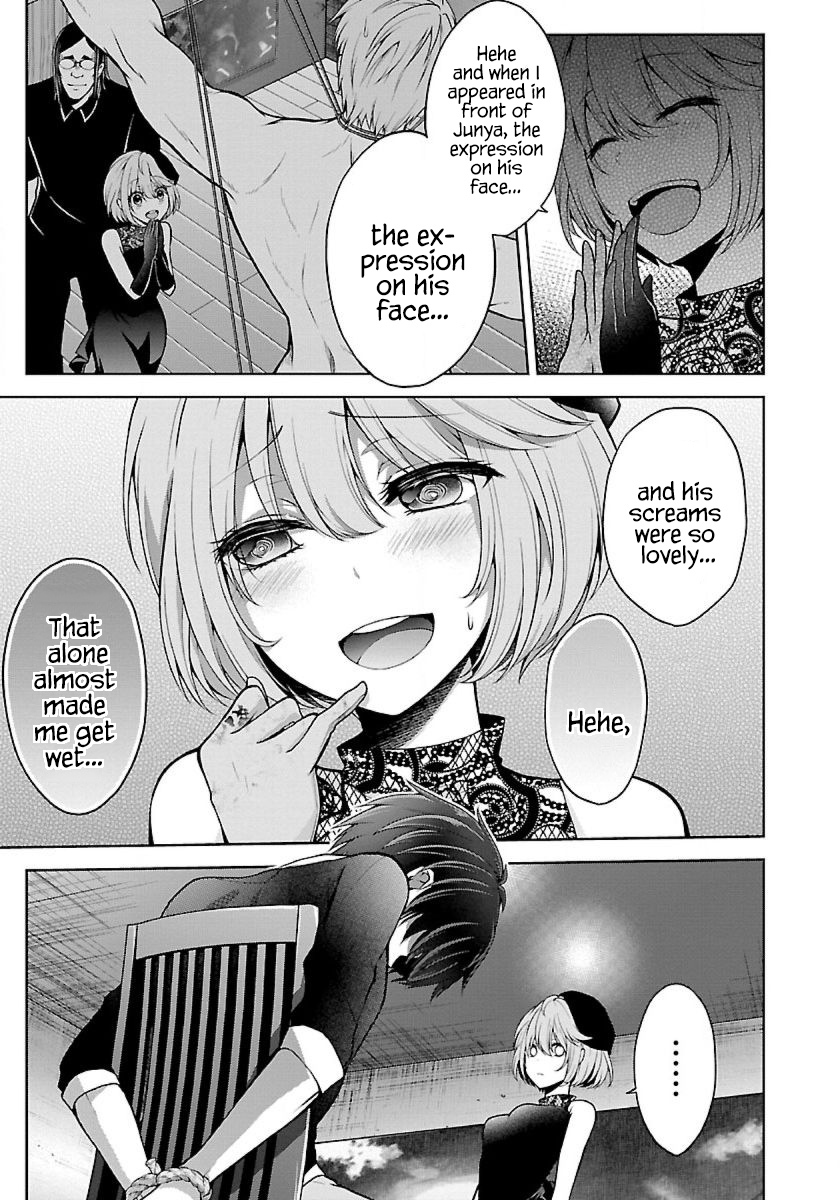 Hehe
and when I
appeared in
front of
Junya, the
expression
on his
face...
the ex-
pression
on his
face...
and his
screams
were so
lovely...
Hehe,
That
alone
almost
made
me get
wet...
......